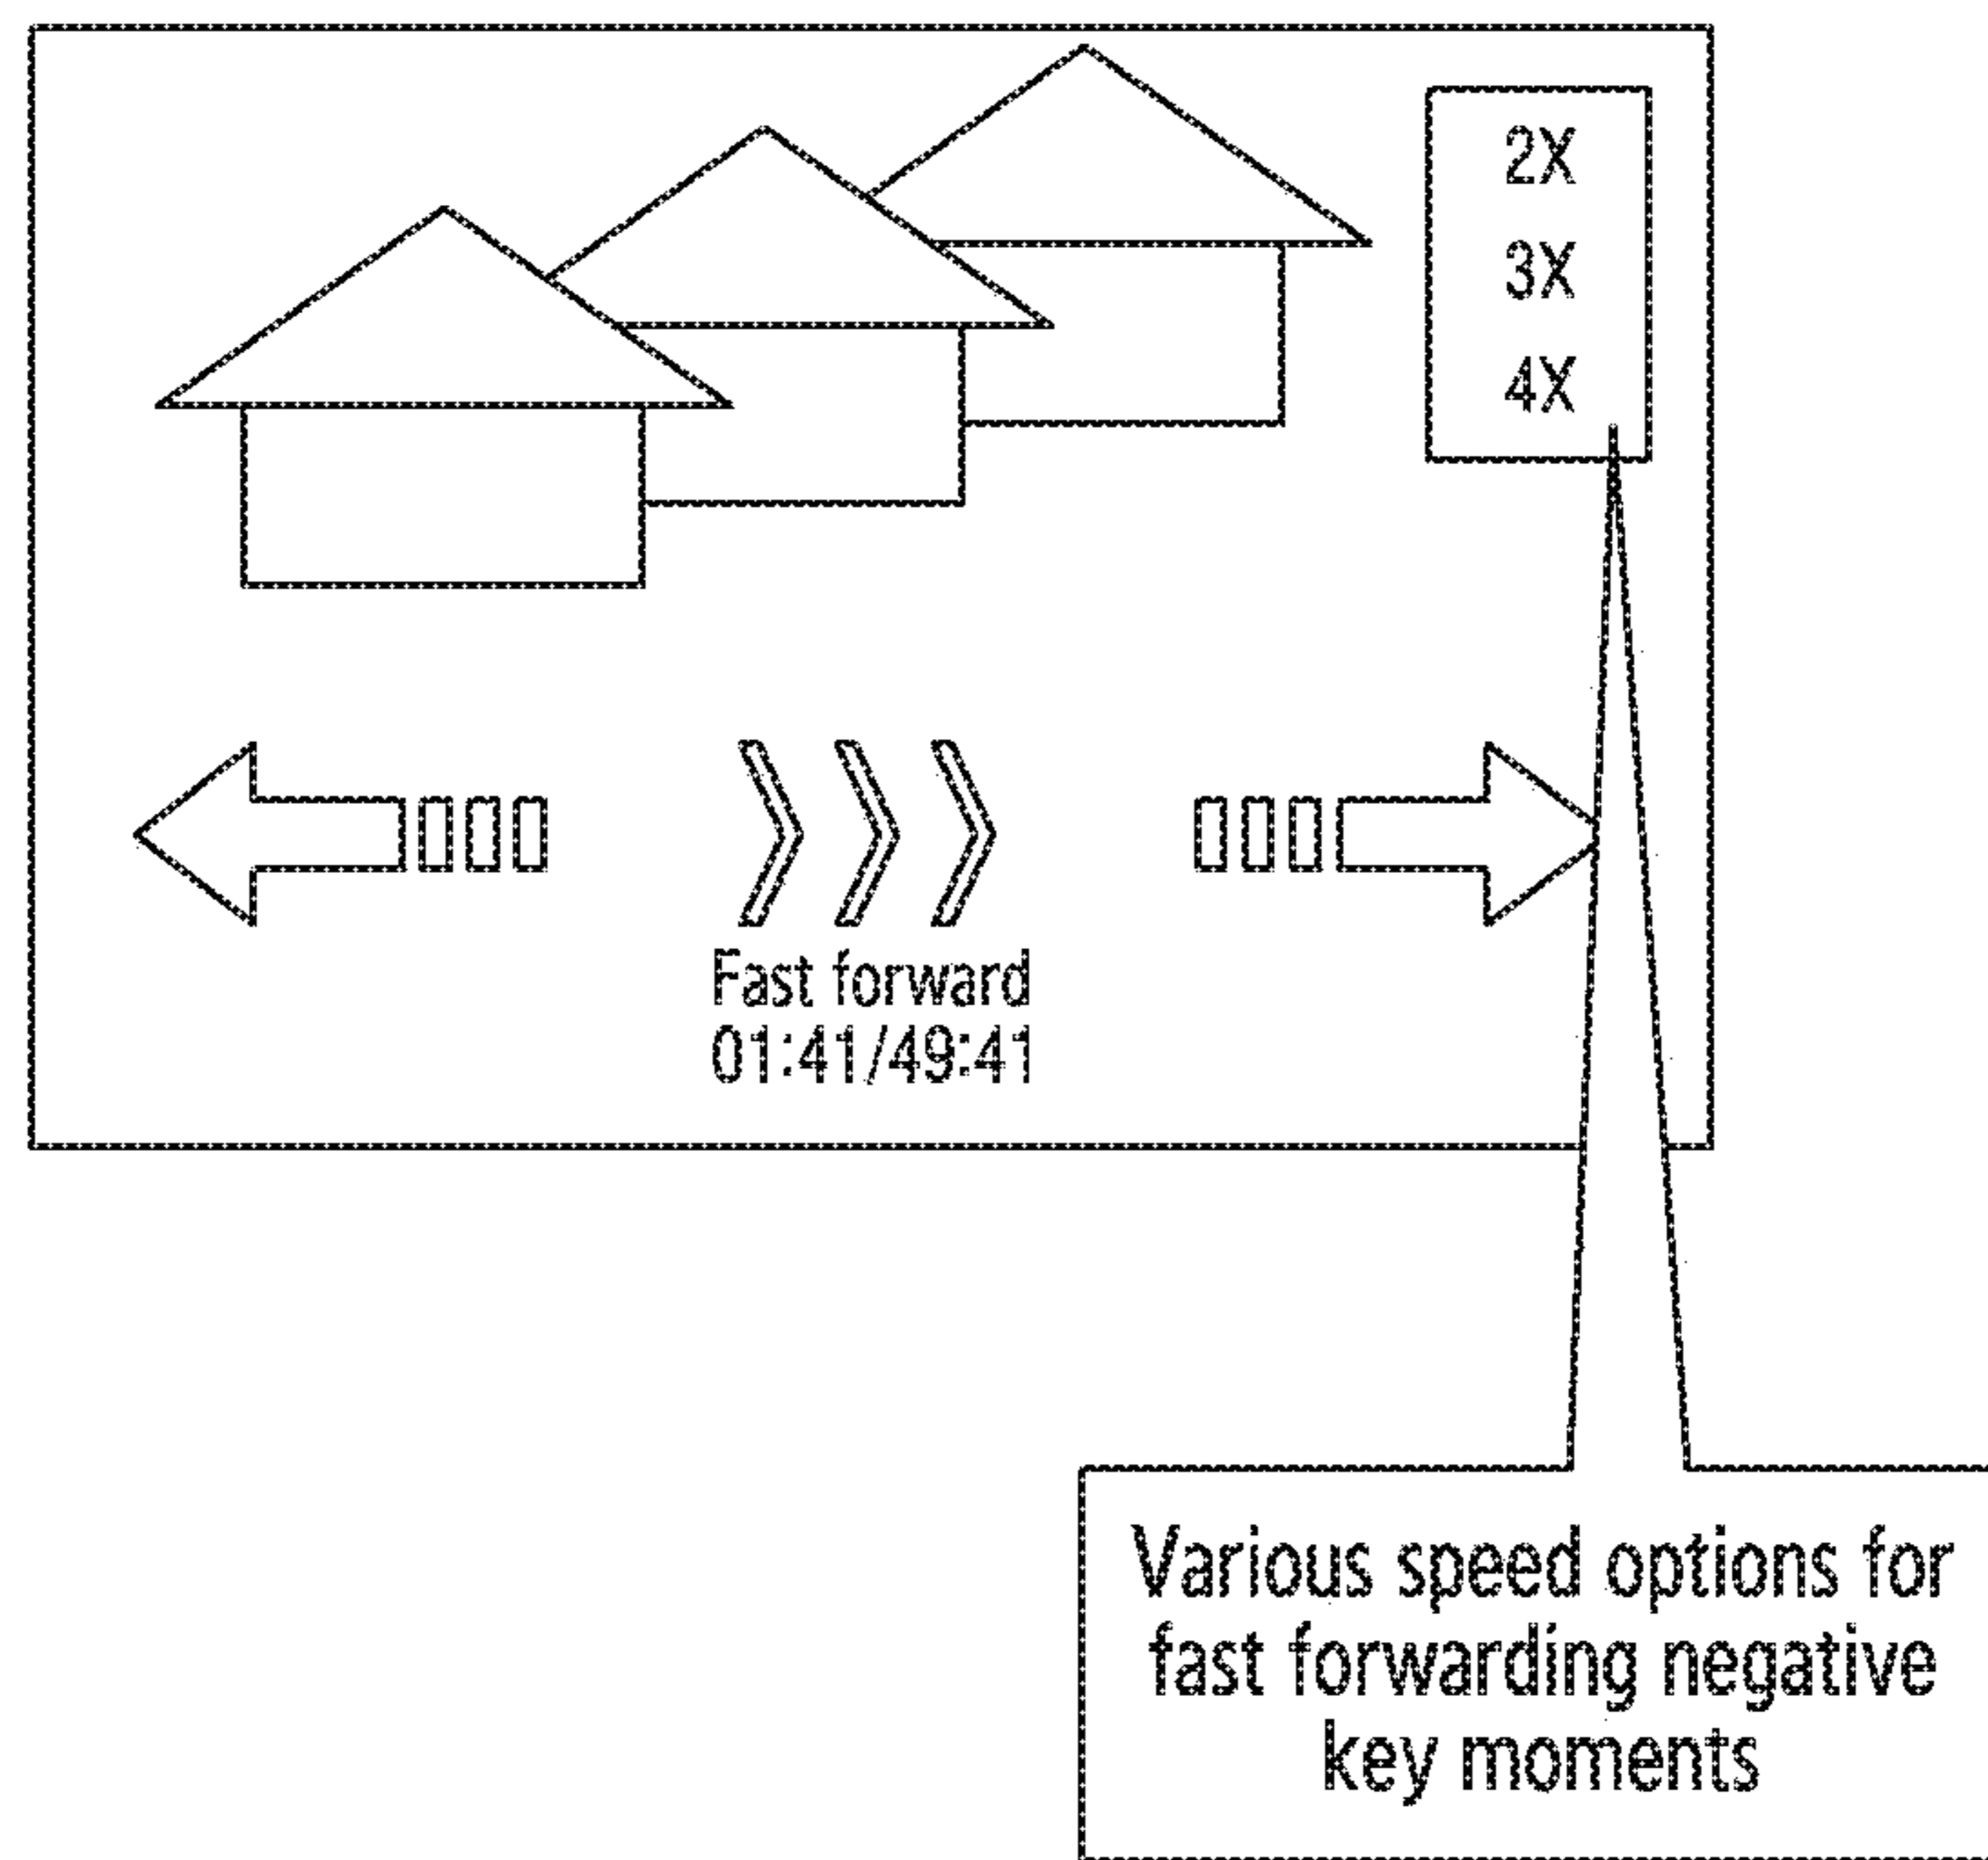 2X
3X
4X
Fast forward
01:41/49:41
Various speed options for
fast forwarding negative
key moments